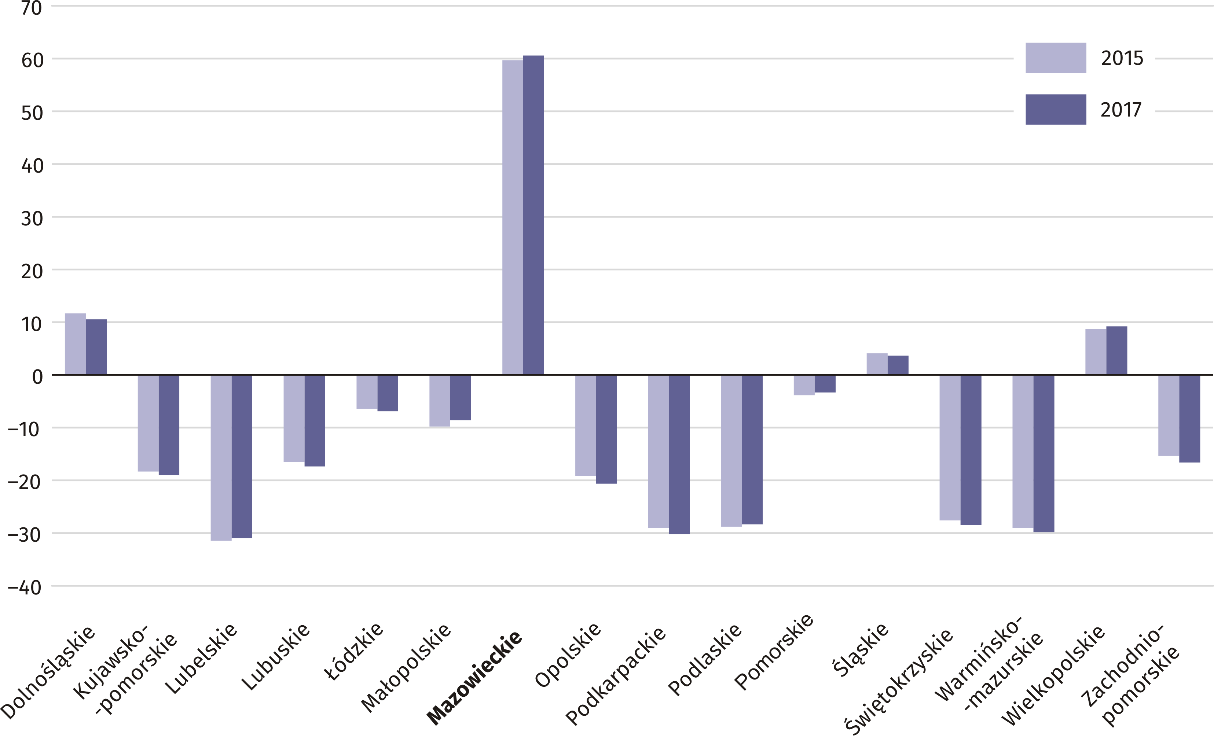 70
60
50
40
30
20
10
0
−10
−20
−30
−40
2015
2017
Dolnośląskie
Kujawsko-
-pomorskie
Lubelskie
Lubuskie
Łódzkie
Małopolskie
Mazowieckie
Opolskie
Podkarpackie
Podlaskie
Pomorskie
Śląskie
Świętokrzyskie
Warmińsko-
-mazurskie
Wielkopolskie
Zachodnio-
pomorskie